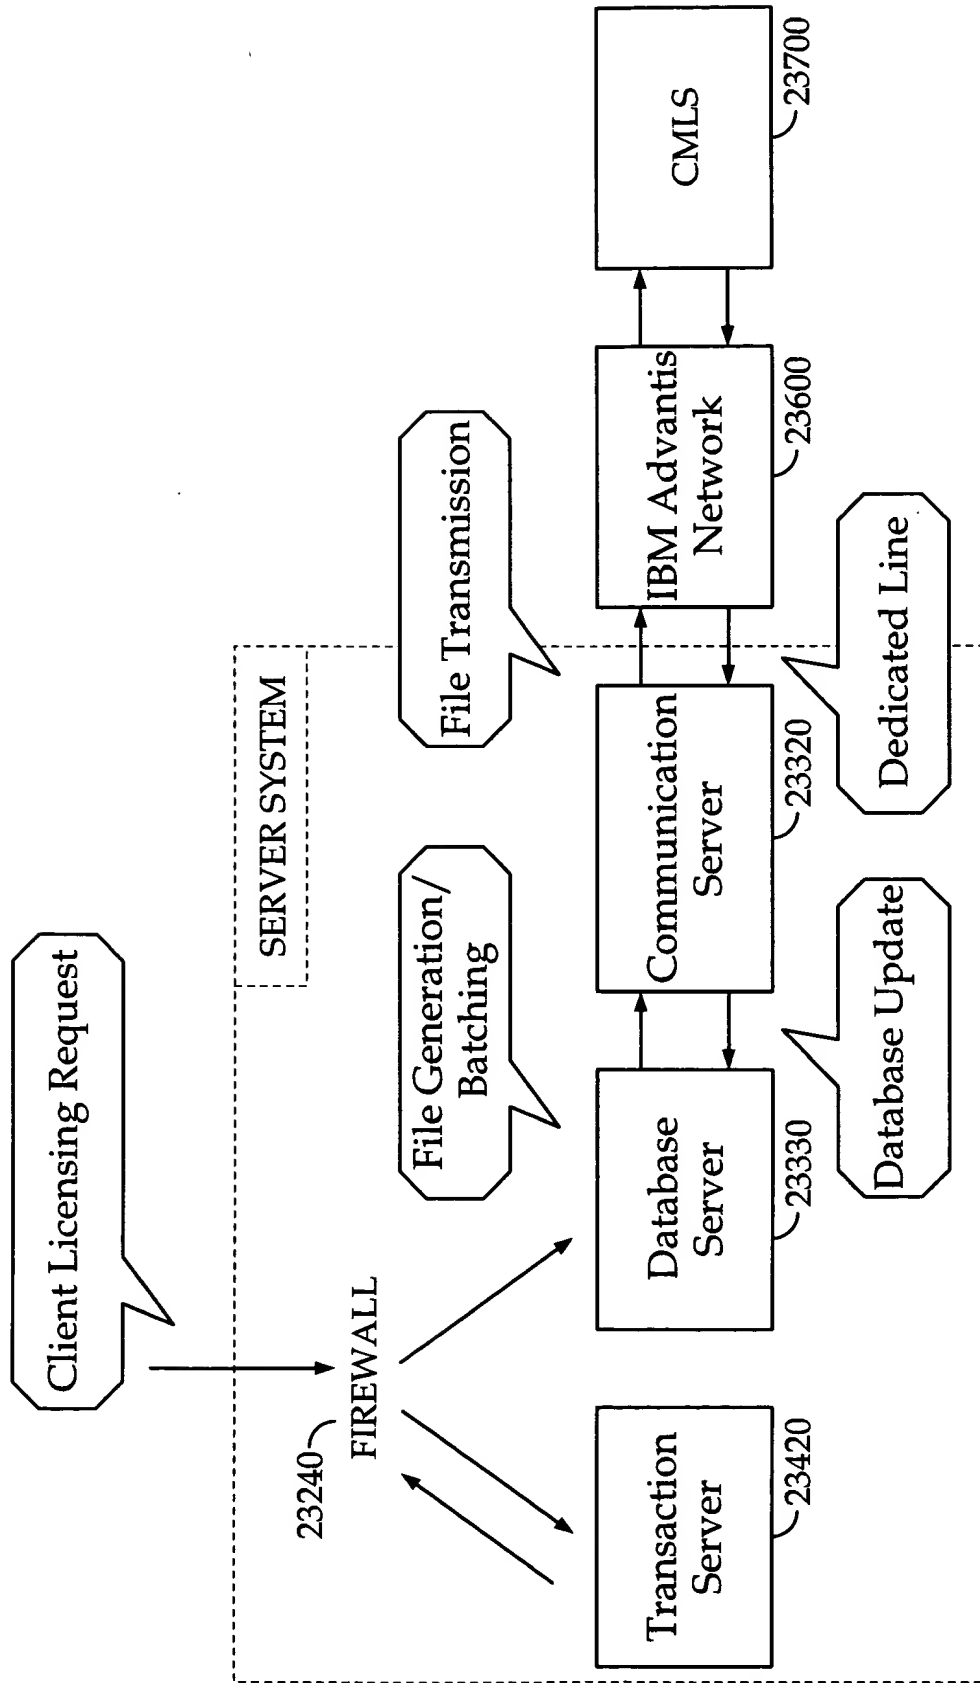 Client Licensing Request
SERVER SYSTEM
23240
FIREWALL
File Generation/
Batching
File Transmission
Transaction
Server
23420
Database
Server
23330
Communication
Server
23320
IBM Advantis
Network
23600
CMLS
23700
Database Update
Dedicated Line